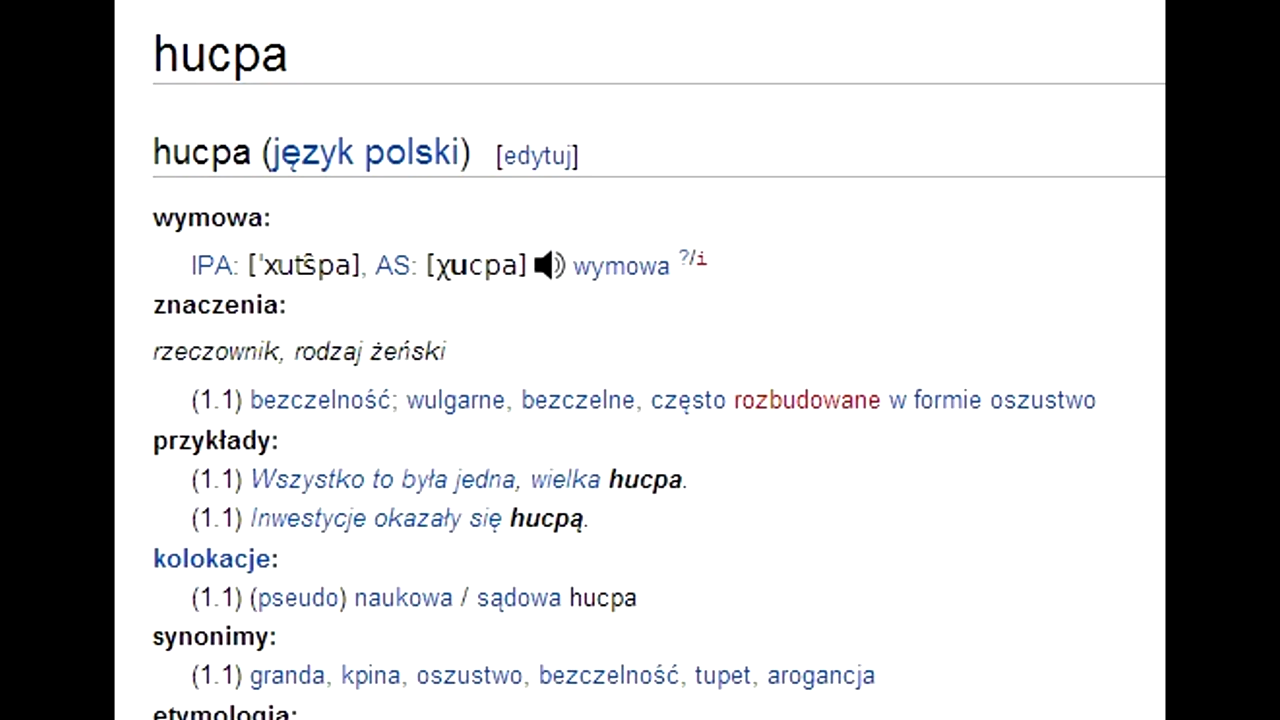 hucpa
hucpa (język polski) [edytuj]
wymowa:
IPA: [ˈxut͡spa], AS: [χucpa] wymowa ?/i
znaczenia:
rzeczownik, rodzaj żeński
(1.1) bezczelność; wulgarne, bezczelne, często rozbudowane w formie oszustwo
przykłady:
(1.1) Wszystko to była jedna, wielka hucpa.
(1.1) Inwestycje okazały się hucpą.
kolokacje:
(1.1) (pseudo) naukowa / sądowa hucpa
synonimy:
(1.1) granda, kpina, oszustwo, bezczelność, tupet, arogancja
etymologia: